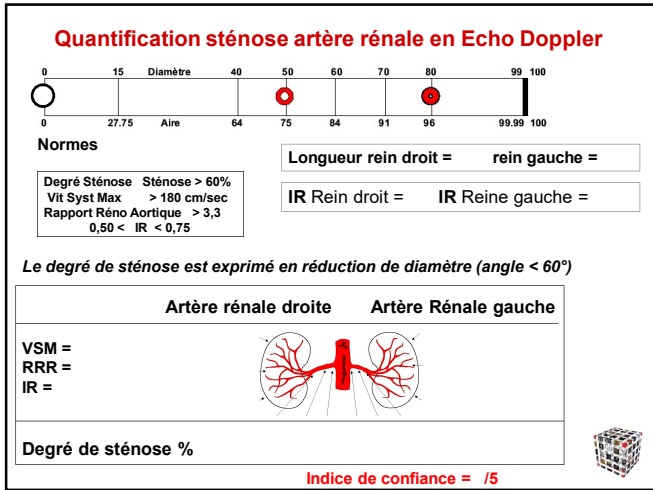 Quantification sténose artère rénale en Echo Doppler
0 15 Diamètre 40 50 60 70 80 99 100
0 27.75 Aire 64 75 84 91 96 99.99 100
Normes
Longueur rein droit = rein gauche =
Degré Sténose Sténose > 60%
Vit Syst Max > 180 cm/sec
Rapport Réno Aortique > 3,3
0,50 < IR < 0,75
IR Rein droit = IR Reine gauche =
Le degré de sténose est exprimé en réduction de diamètre (angle < 60°)
Artère rénale droite Artère Rénale gauche
VSM =
RRR =
IR =
Degré de sténose %
Indice de confiance = /5